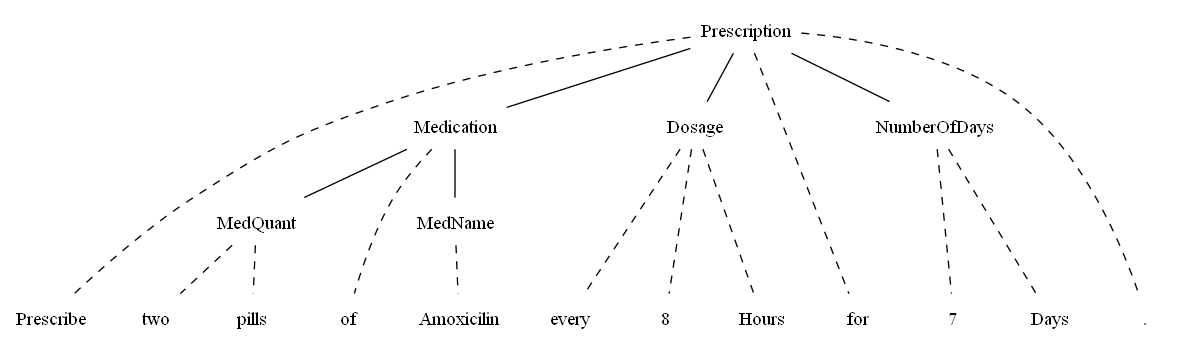 Prescription
Medication Dosage NumberOfDays
MedQuant MedName
Prescribe two pills of Amoxicilin every 8 Hours for 7 Days .